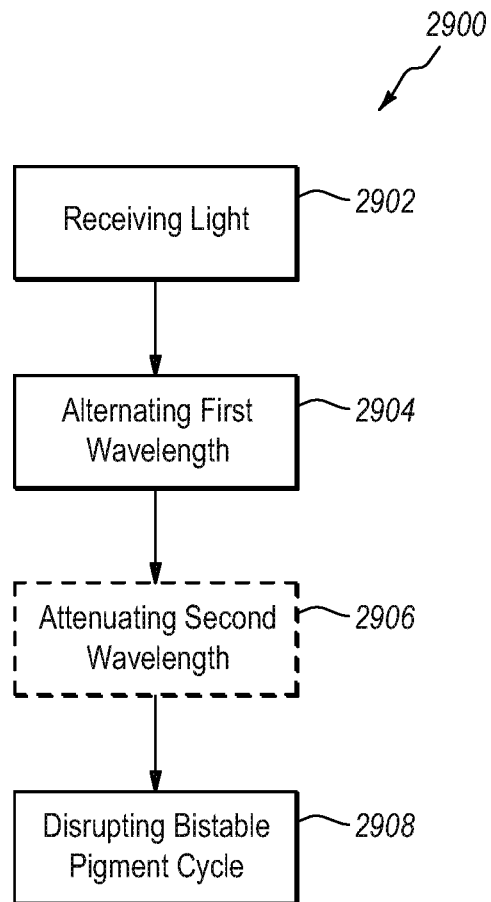 2900
Receiving Light
2902
Alternating First
Wavelength
2904
Attenuating Second
Wavelength
2906
Disrupting Bistable
Pigment Cycle
2908